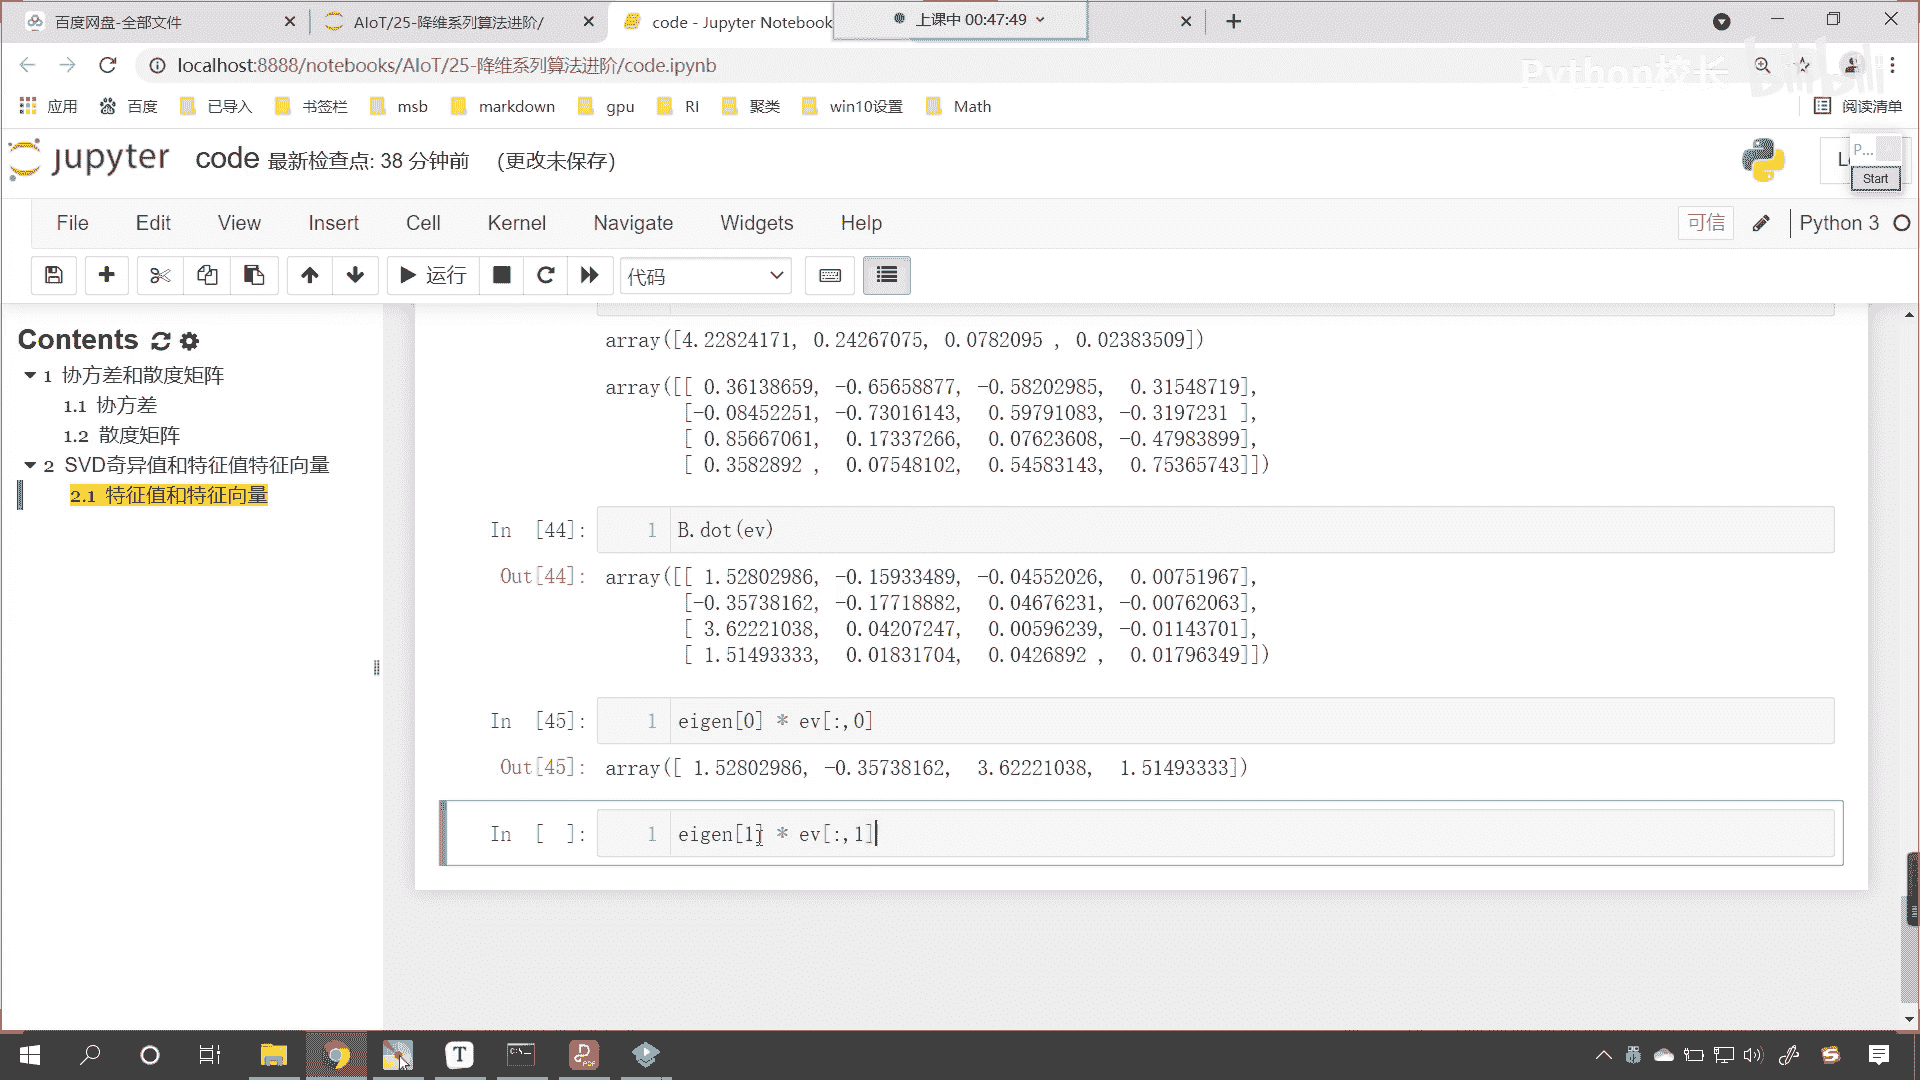 百度网盘-全部文件
AIoT/25-降维系列算法进阶/
code - Jupyter Notebook
上课中 00:47:49
localhost:8888/notebooks/AIoT/25-降维系列算法进阶/code.ipynb
Python校长
bilibili
应用 百度 已导入 书签栏 msb markdown gpu RI 聚类 win10设置 Math 阅读清单
jupyter code 最新检查点: 38 分钟前 (更改未保存)
P...
Start
File Edit View Insert Cell Kernel Navigate Widgets Help 可信 Python 3
运行 代码
Contents
1 协方差和散度矩阵
1.1 协方差
1.2 散度矩阵
2 SVD奇异值和特征值特征向量
2.1 特征值和特征向量
array([4.22824171, 0.24267075, 0.0782095 , 0.02383509])
array([[ 0.36138659, -0.65658877, -0.58202985, 0.31548719],
[-0.08452251, -0.73016143, 0.59791083, -0.3197231 ],
[ 0.85667061, 0.17337266, 0.07623608, -0.47983899],
[ 0.3582892 , 0.07548102, 0.54583143, 0.75365743]])
In [44]: 1 B.dot(ev)
Out[44]: array([[ 1.52802986, -0.15933489, -0.04552026, 0.00751967],
[-0.35738162, -0.17718882, 0.04676231, -0.00762063],
[ 3.62221038, 0.04207247, 0.00596239, -0.01143701],
[ 1.51493333, 0.01831704, 0.0426892 , 0.01796349]])
In [45]: 1 eigen[0] * ev[:,0]
Out[45]: array([ 1.52802986, -0.35738162, 3.62221038, 1.51493333])
In [ ]: 1 eigen[1] * ev[:,1]